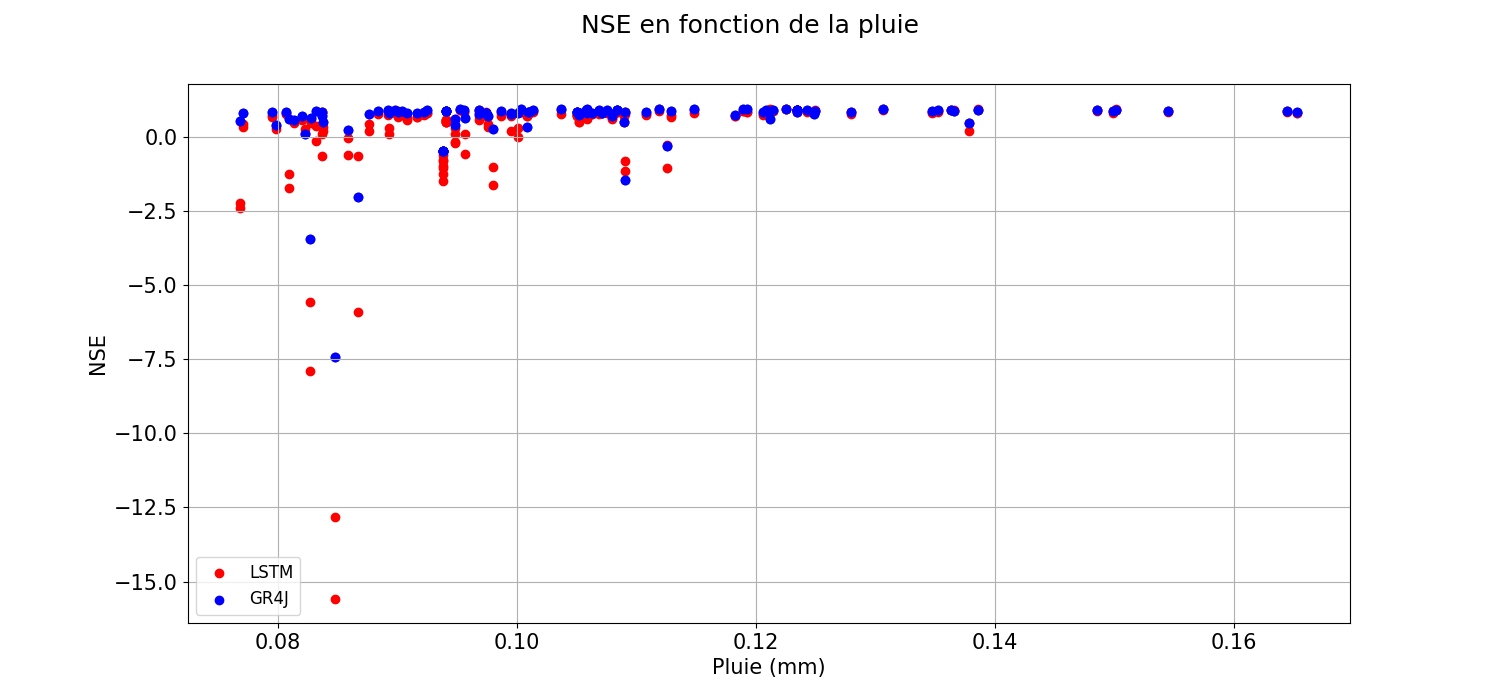 NSE en fonction de la pluie
0.0
−2.5
−5.0
−7.5
−10.0
−12.5
−15.0
NSE
LSTM
GR4J
0.08 0.10 0.12 0.14 0.16
Pluie (mm)